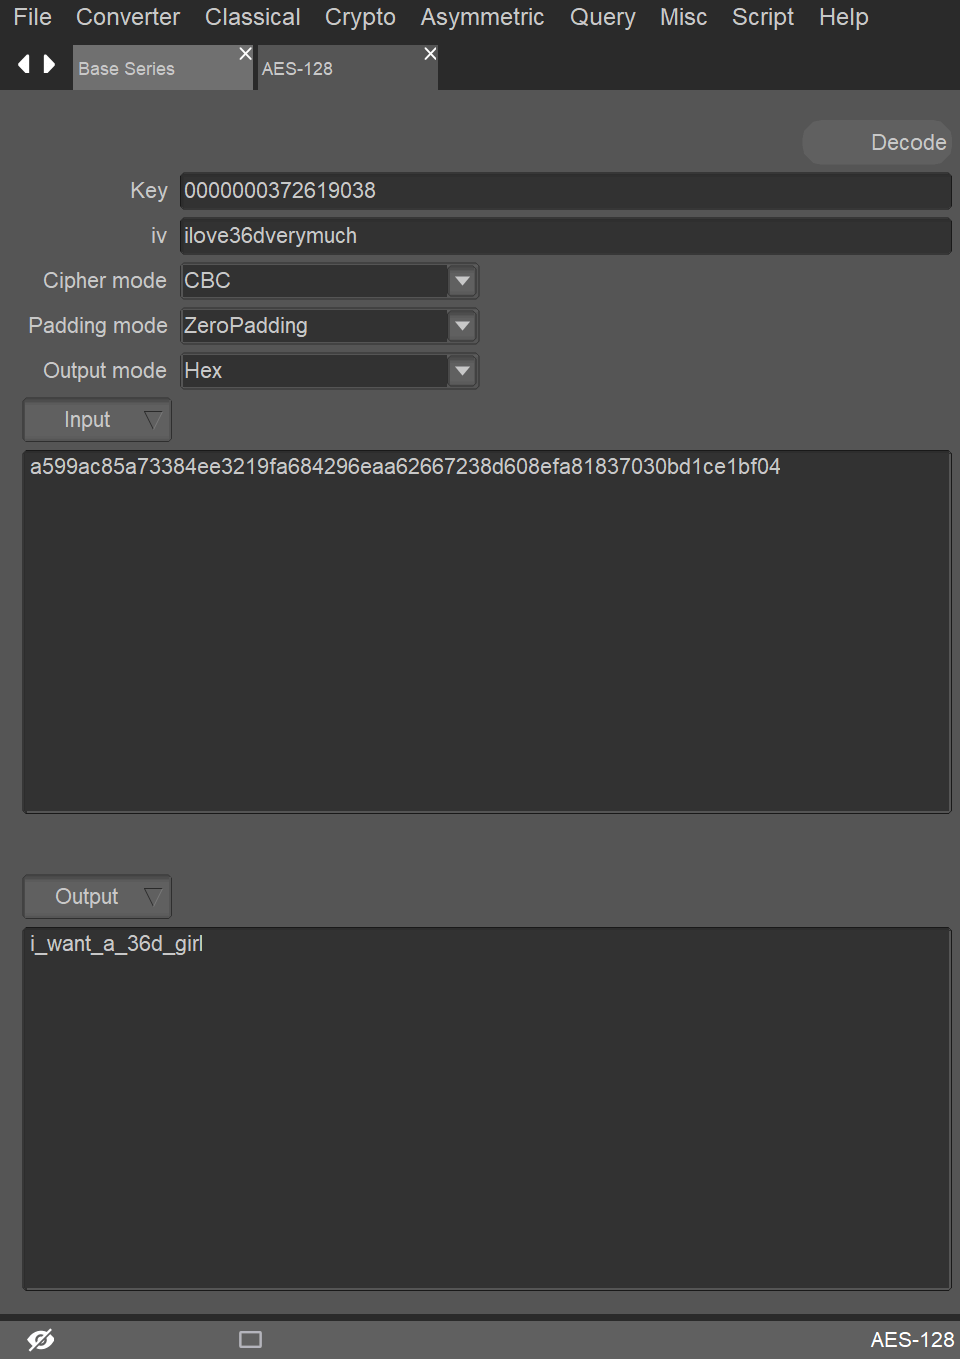 File Converter Classical Crypto Asymmetric Query Misc Script Help
Base Series AES-128
Decode
Key 0000000372619038
iv ilove36dverymuch
Cipher mode CBC
Padding mode ZeroPadding
Output mode Hex
Input
a599ac85a73384ee3219fa684296eaa62667238d608efa81837030bd1ce1bf04
Output
i_want_a_36d_girl
AES-128